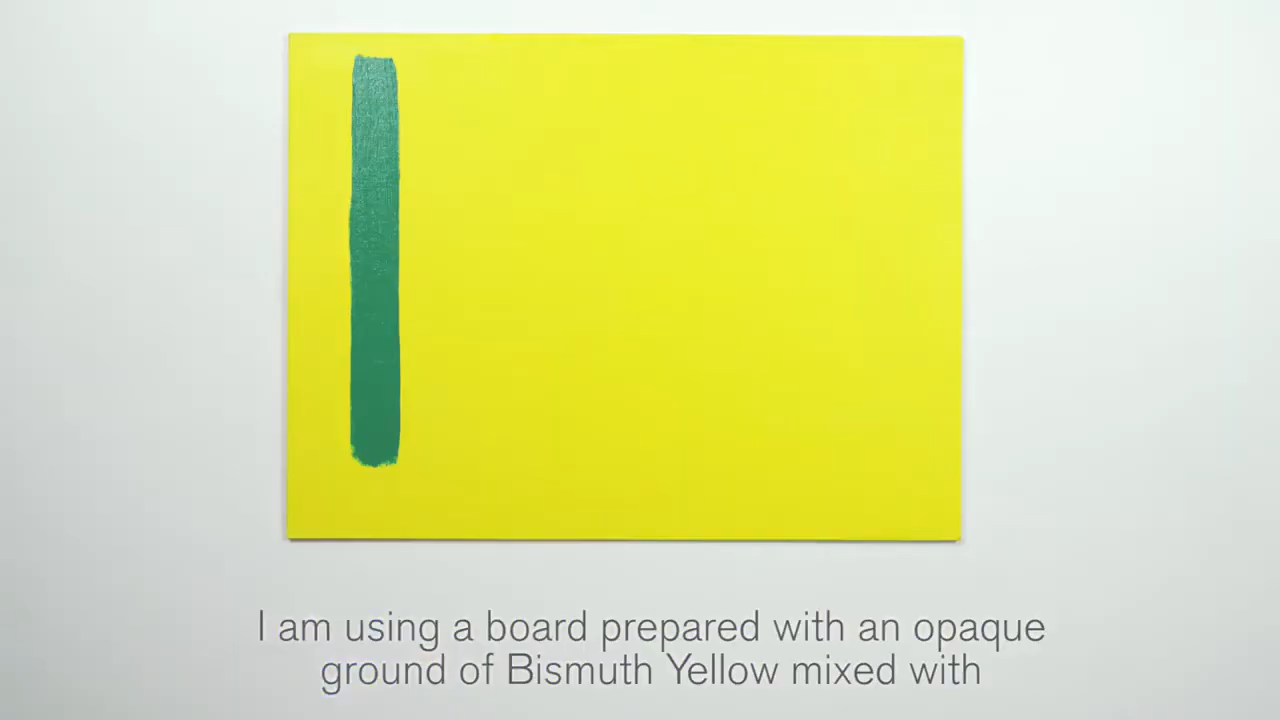 I am using a board prepared with an opaque
ground of Bismuth Yellow mixed with